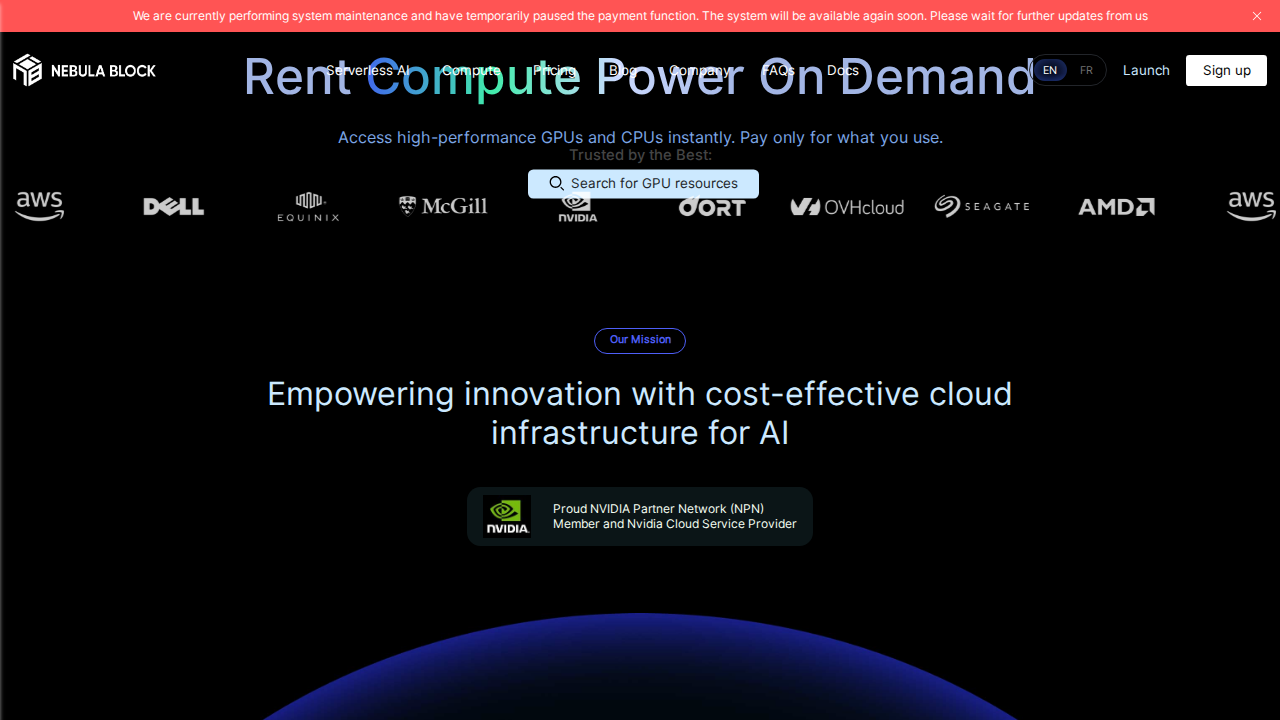 We are currently performing system maintenance and have temporarily paused the payment function. The system will be available again soon. Please wait for further updates from us
NEBULA BLOCK
Serverless AI Compute Pricing Blog Company FAQs Docs
EN FR
Launch
Sign up
Rent Compute Power On Demand
Access high-performance GPUs and CPUs instantly. Pay only for what you use.
Trusted by the Best:
Search for GPU resources
aws DELL EQUINIX McGill NVIDIA DORT OVHcloud SEAGATE AMD aws
Our Mission
Empowering innovation with cost-effective cloud
infrastructure for AI
NVIDIA.
Proud NVIDIA Partner Network (NPN)
Member and Nvidia Cloud Service Provider